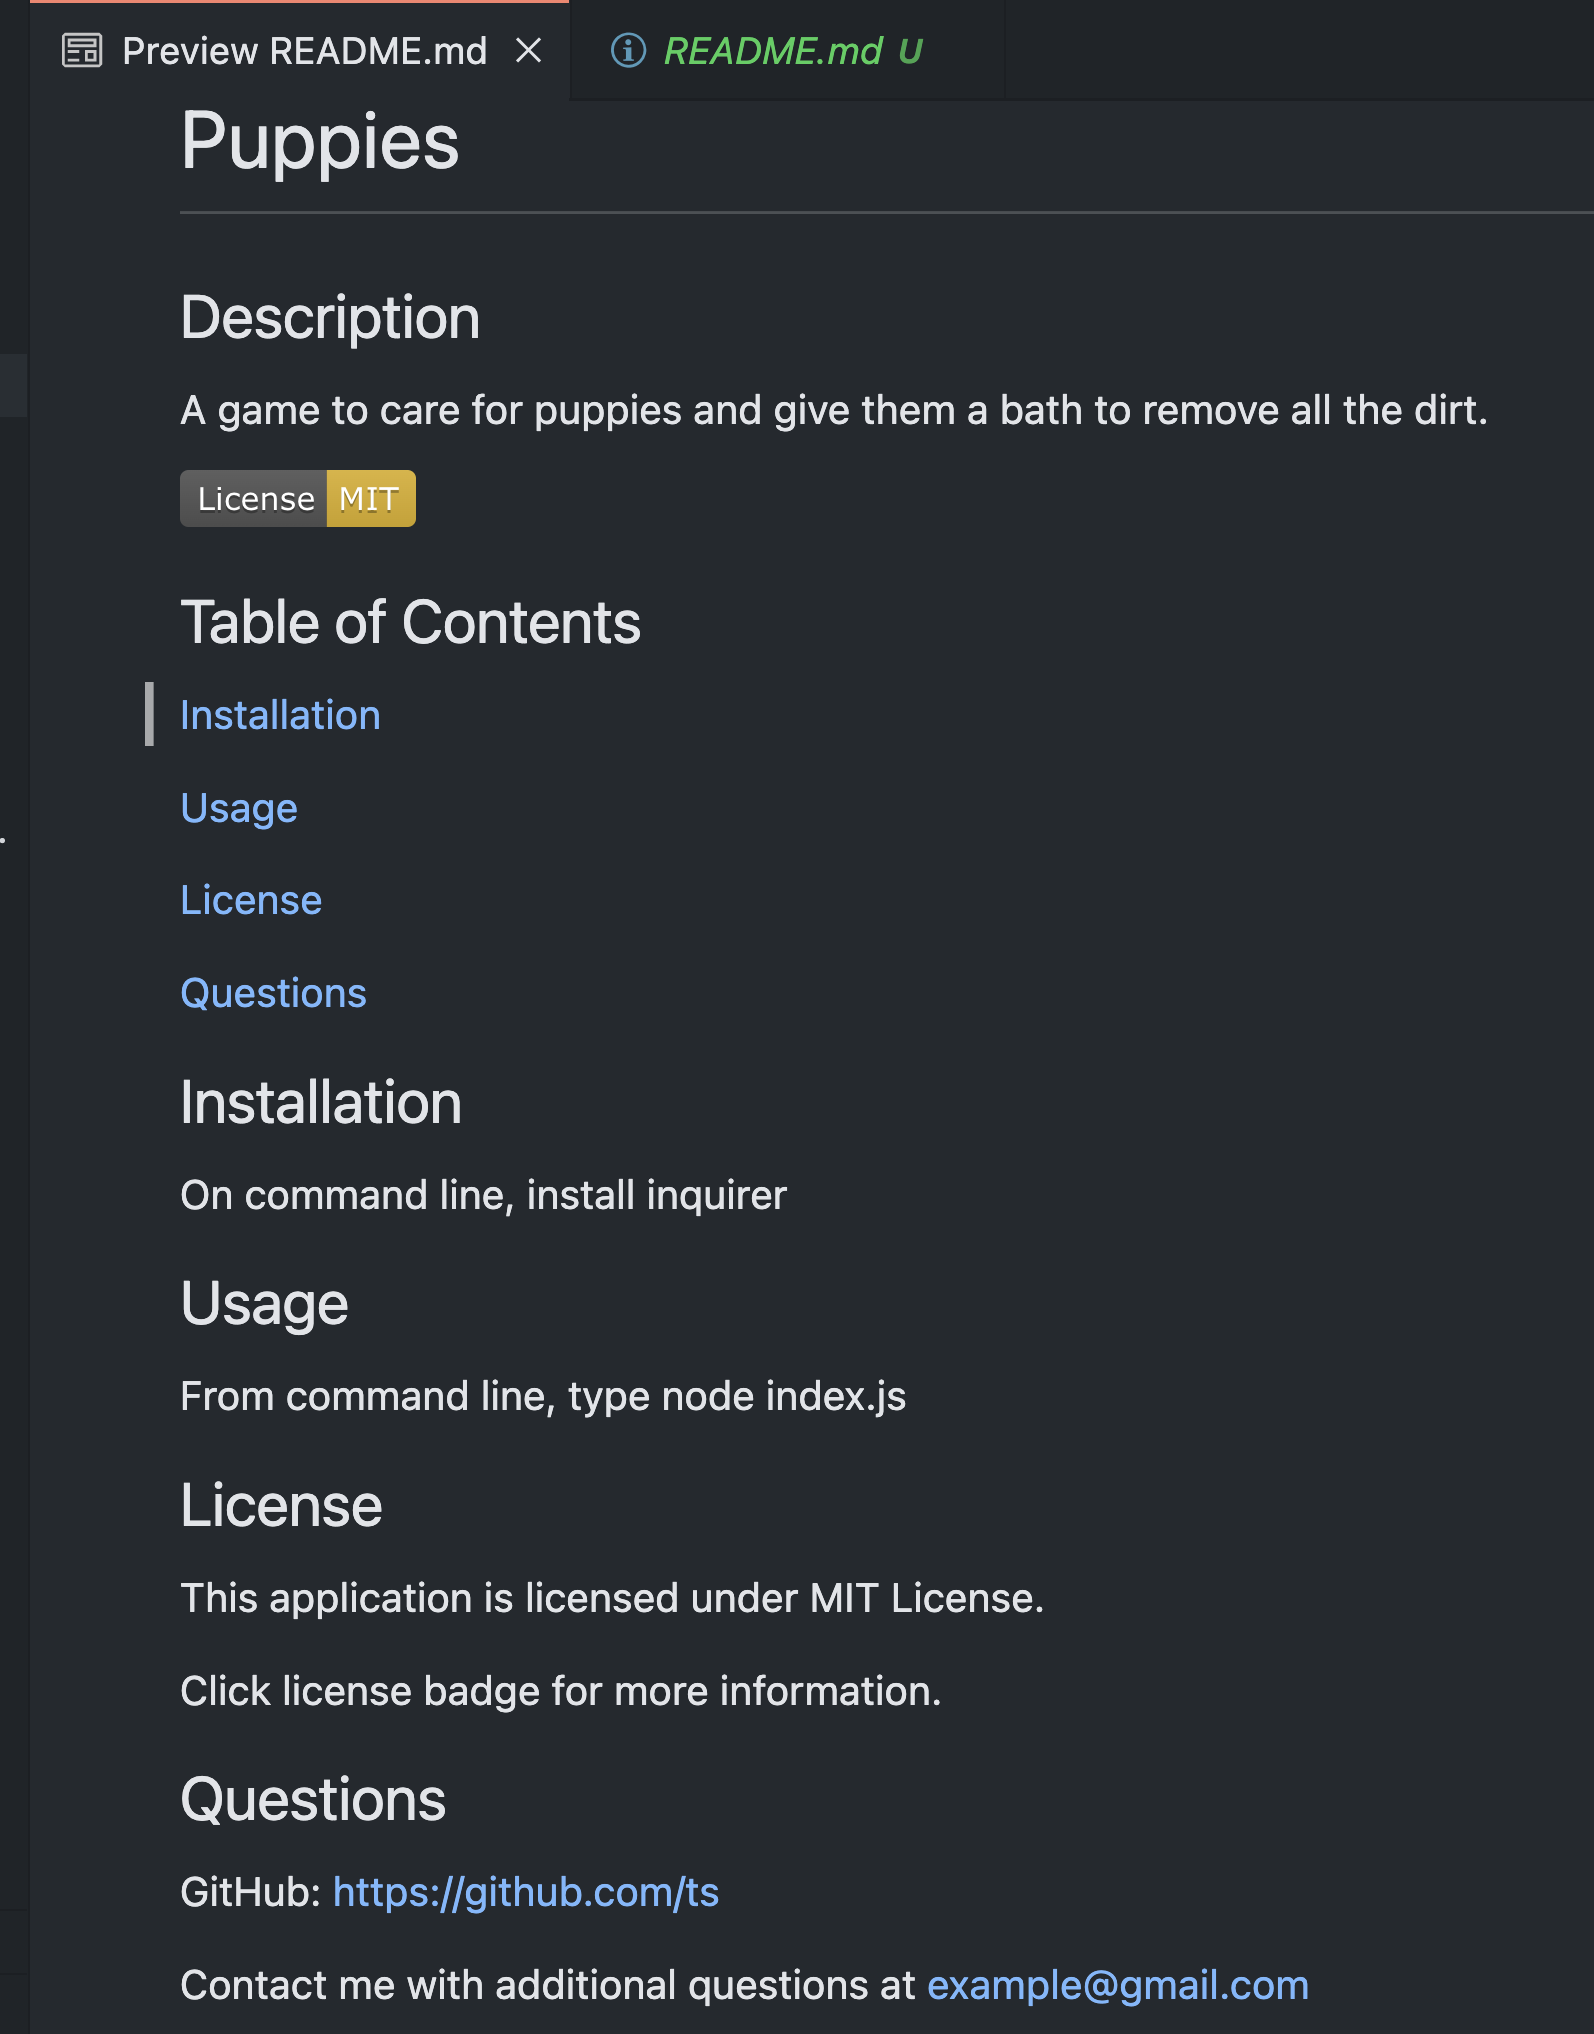 Preview README.md
README.md U
Puppies
Description
A game to care for puppies and give them a bath to remove all the dirt.
License MIT
Table of Contents
Installation
Usage
License
Questions
Installation
On command line, install inquirer
Usage
From command line, type node index.js
License
This application is licensed under MIT License.
Click license badge for more information.
Questions
GitHub: https://github.com/ts
Contact me with additional questions at example@gmail.com